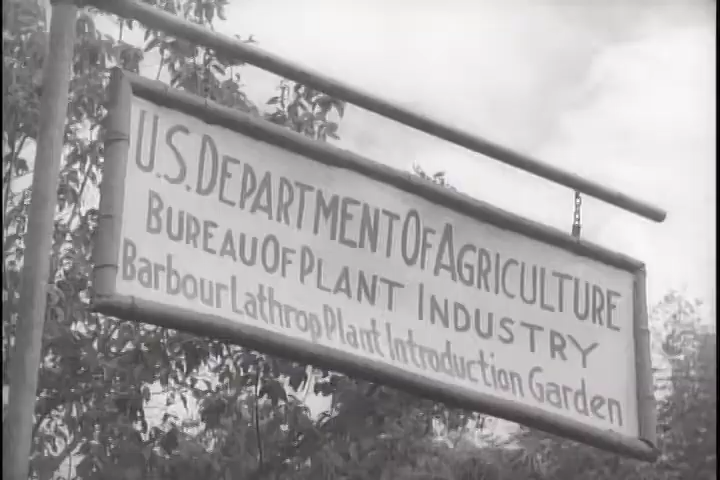 U.S. DEPARTMENT OF AGRICULTURE
BUREAU OF PLANT INDUSTRY
Barbour Lathrop Plant Introduction Garden